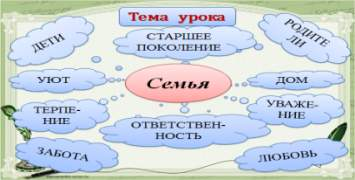 Тема урока
ДЕТИ
СТАРШЕЕ
ПОКОЛЕНИЕ
РОДИТЕ
ЛИ
УЮТ
Семья
ДОМ
ТЕРПЕ-
НИЕ
УВАЖЕ-
НИЕ
ОТВЕТСТВЕН-
НОСТЬ
ЗАБОТА
ЛЮБОВЬ